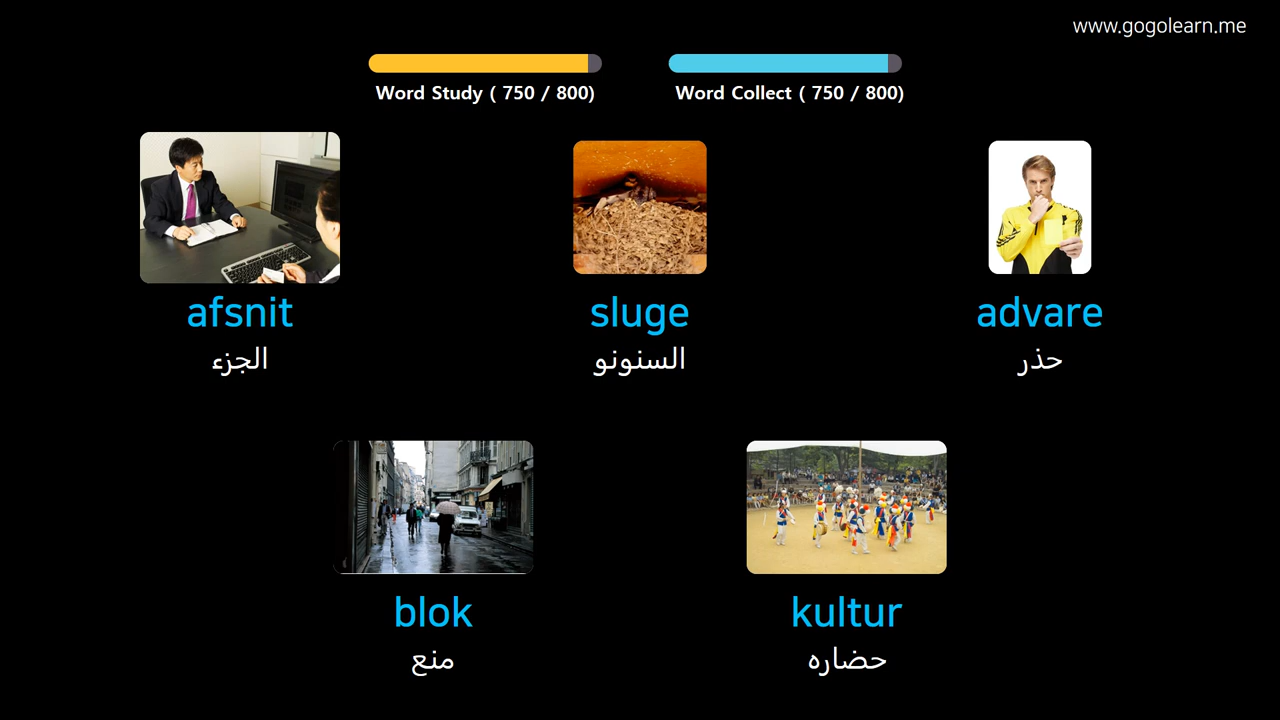 www.gogolearn.me
Word Study ( 750 / 800)
Word Collect ( 750 / 800)
afsnit
الجزء
sluge
السنونو
advare
حذر
blok
منع
kultur
حضاره